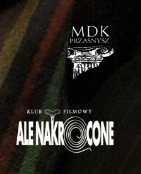 MDK
PRZASNYSZ
KLUB FILMOWY
ALE NAKRĘCONE